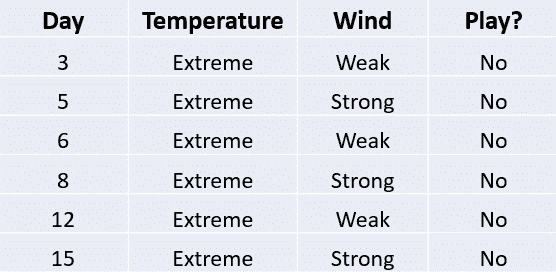 Day Temperature Wind Play?
3 Extreme Weak No
5 Extreme Strong No
6 Extreme Weak No
8 Extreme Strong No
12 Extreme Weak No
15 Extreme Strong No